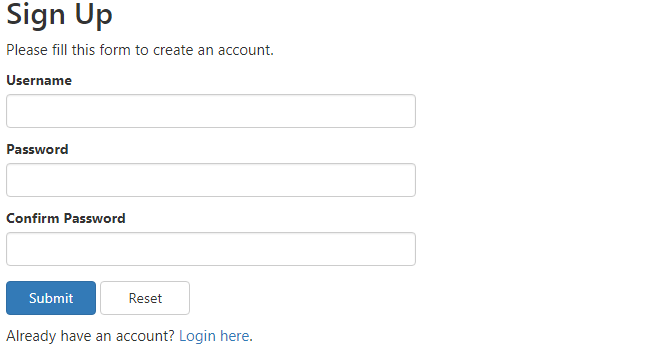 Sign Up
Please fill this form to create an account.
Username
Password
Confirm Password
Submit Reset
Already have an account? Login here.